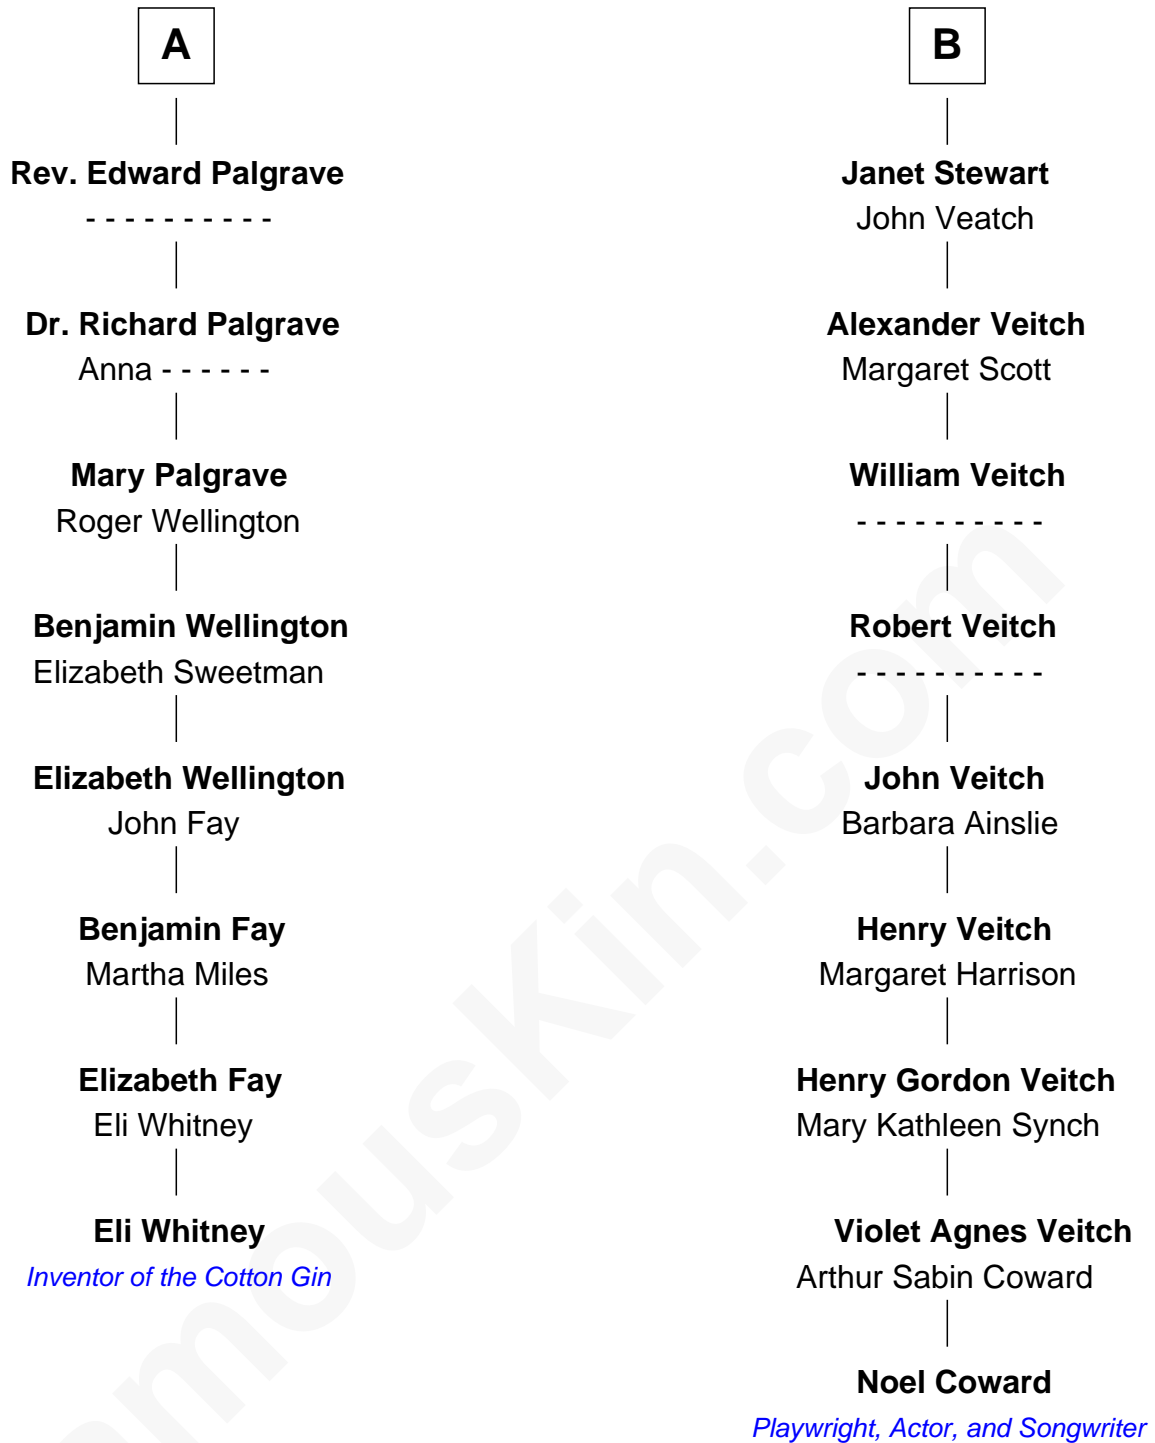 A
Rev. Edward Palgrave
- - - - - - - - - -
Dr. Richard Palgrave
Anna - - - - - -
Mary Palgrave
Roger Wellington
Benjamin Wellington
Elizabeth Sweetman
Elizabeth Wellington
John Fay
Benjamin Fay
Martha Miles
Elizabeth Fay
Eli Whitney
Eli Whitney
Inventor of the Cotton Gin
B
Janet Stewart
John Veatch
Alexander Veitch
Margaret Scott
William Veitch
- - - - - - - - - -
Robert Veitch
- - - - - - - - - -
John Veitch
Barbara Ainslie
Henry Veitch
Margaret Harrison
Henry Gordon Veitch
Mary Kathleen Synch
Violet Agnes Veitch
Arthur Sabin Coward
Noel Coward
Playwright, Actor, and Songwriter
amouskin.com